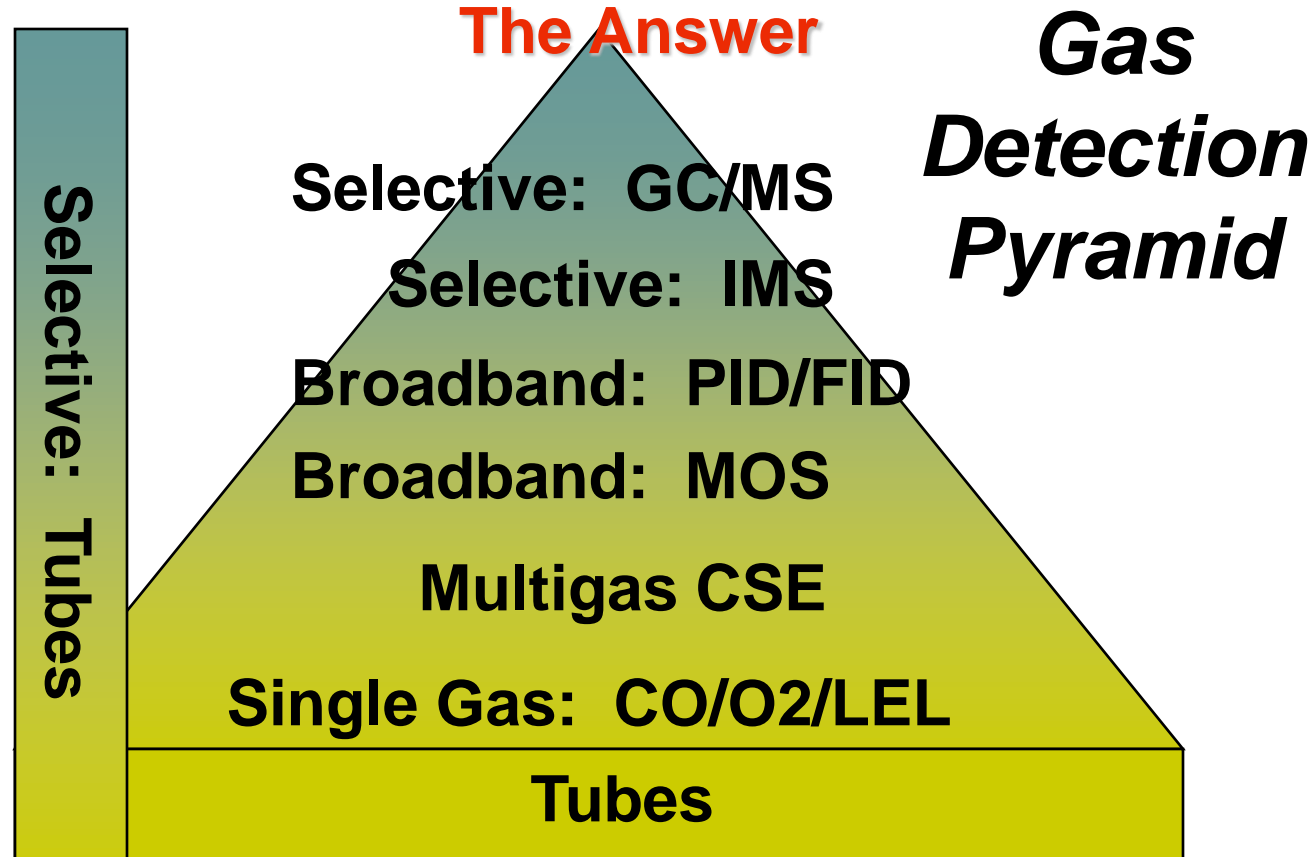 The Answer
Gas
Detection
Pyramid
Selective: GC/MS
Selective: IMS
Broadband: PID/FID
Broadband: MOS
Multigas CSE
Single Gas: CO/O2/LEL
Tubes
Selective: Tubes